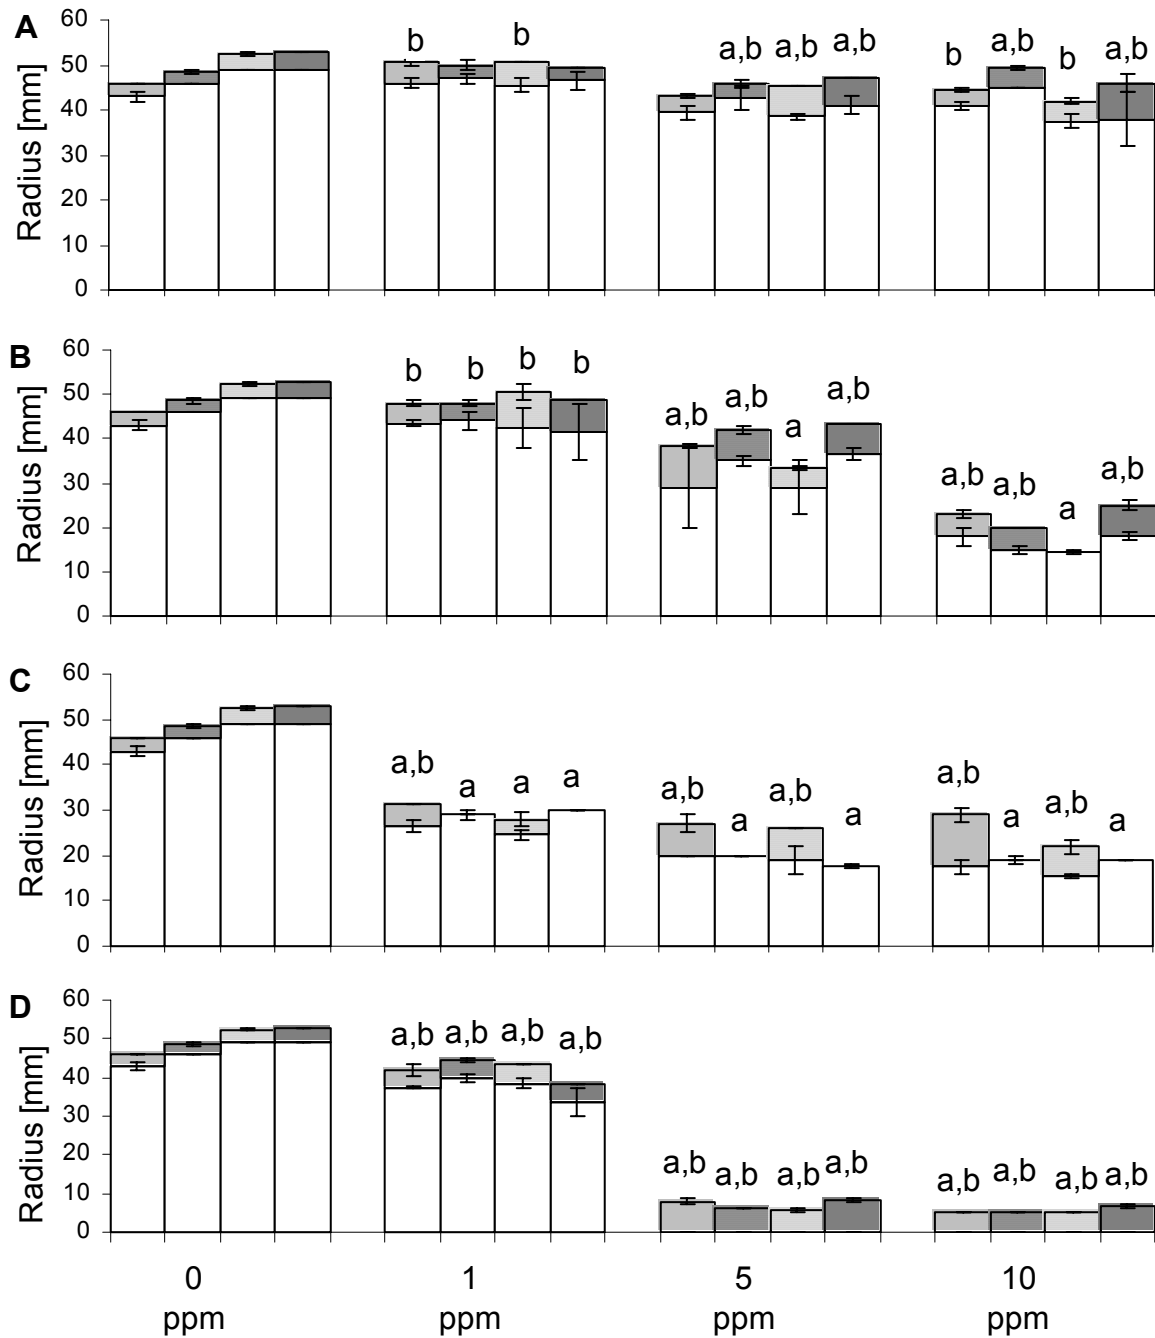 A
60
50
40
30
20
10
0
Radius [mm]
b b a,b a,b a,b b a,b b a,b
B
60
50
40
30
20
10
0
Radius [mm]
b b b b a,b a,b a a,b a,b a,b a a,b
C
60
50
40
30
20
10
0
Radius [mm]
a,b a a a a,b a a,b a a,b a a,b a
D
60
50
40
30
20
10
0
Radius [mm]
a,b a,b a,b a,b a,b a,b a,b a,b a,b a,b a,b a,b
0 1 5 10
ppm ppm ppm ppm